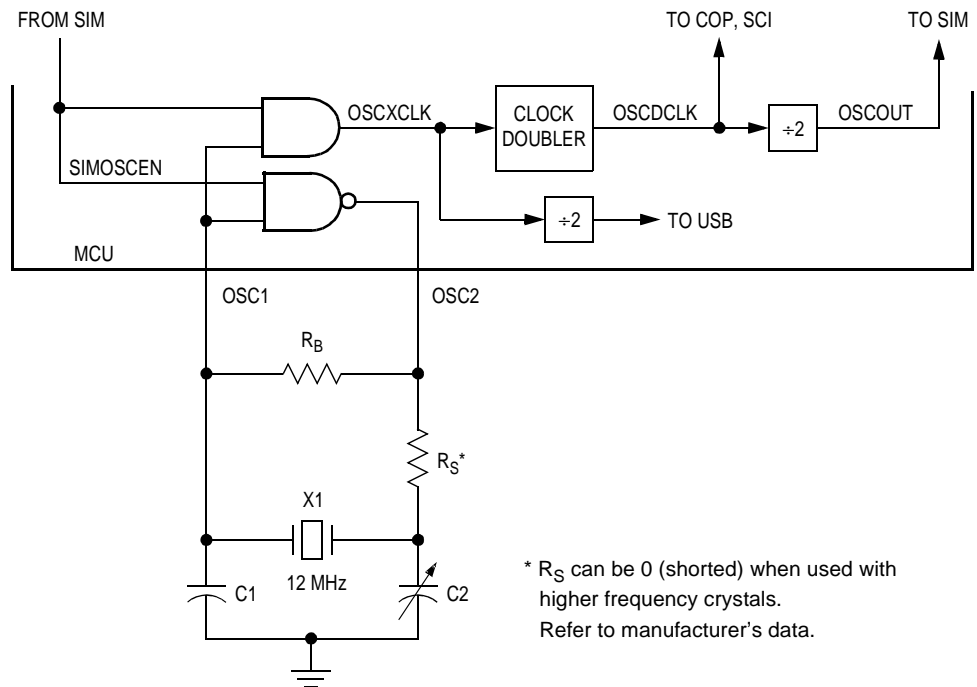 FROM SIM
TO COP, SCI
TO SIM
OSCXCLK
CLOCK
DOUBLER
OSCDCLK
÷2
OSCOUT
SIMOSCEN
÷2
TO USB
MCU
OSC1
OSC2
RB
RS*
X1
12 MHz
C1
C2
* RS can be 0 (shorted) when used with
higher frequency crystals.
Refer to manufacturer's data.